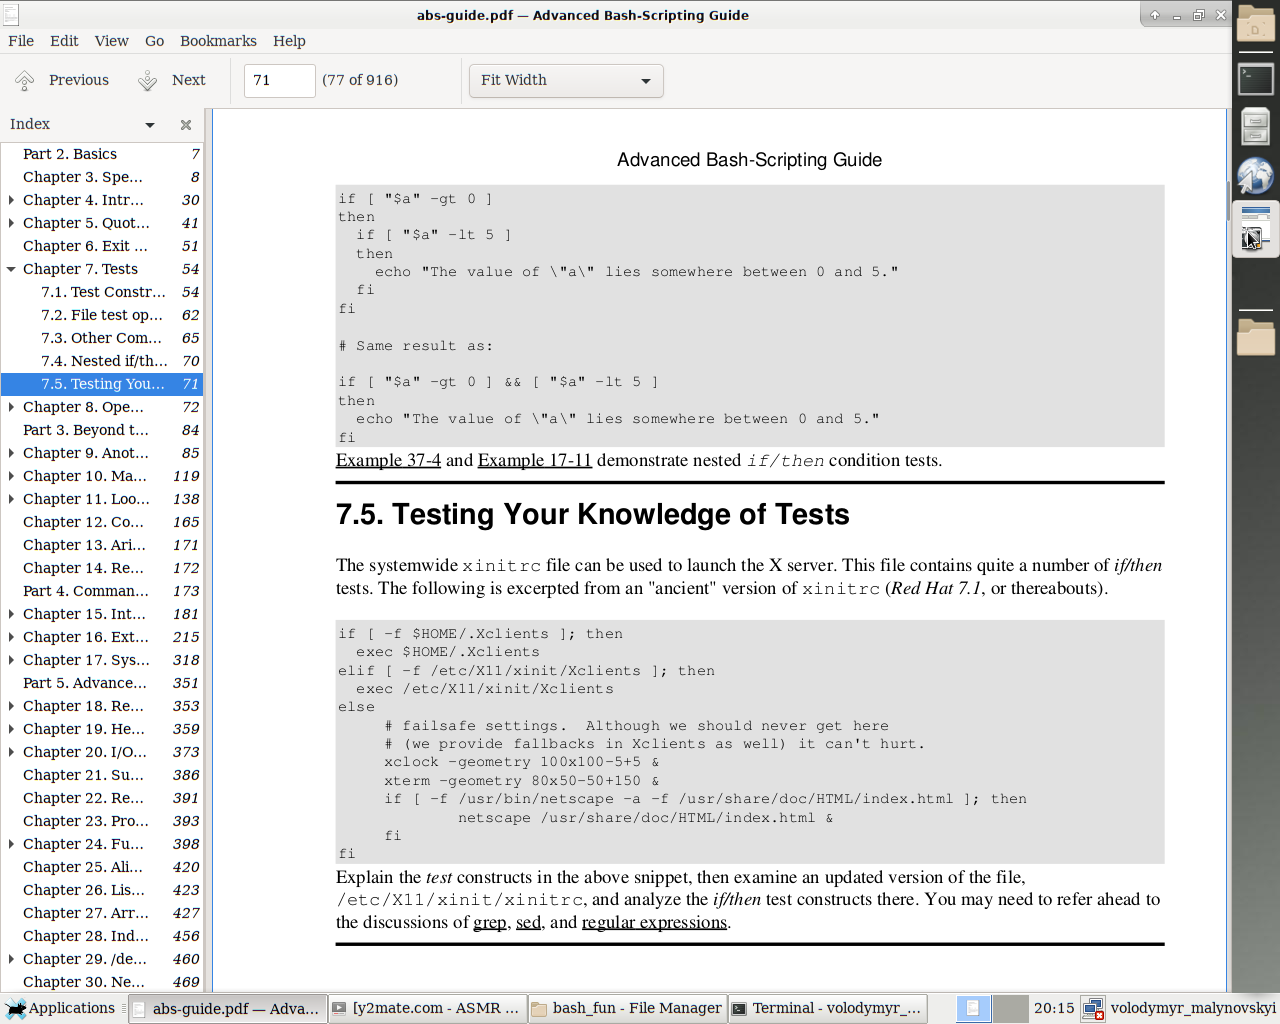 abs-guide.pdf — Advanced Bash-Scripting Guide
File Edit View Go Bookmarks Help
Previous Next 71 (77 of 916) Fit Width
Index
Part 2. Basics 7
Chapter 3. Spe... 8
Chapter 4. Intr... 30
Chapter 5. Quot... 41
Chapter 6. Exit ... 51
Chapter 7. Tests 54
7.1. Test Constr... 54
7.2. File test op... 62
7.3. Other Com... 65
7.4. Nested if/th... 70
7.5. Testing You... 71
Chapter 8. Ope... 72
Part 3. Beyond t... 84
Chapter 9. Anot... 85
Chapter 10. Ma... 119
Chapter 11. Loo... 138
Chapter 12. Co... 165
Chapter 13. Ari... 171
Chapter 14. Re... 172
Part 4. Comman... 173
Chapter 15. Int... 181
Chapter 16. Ext... 215
Chapter 17. Sys... 318
Part 5. Advance... 351
Chapter 18. Re... 353
Chapter 19. He... 359
Chapter 20. I/O... 373
Chapter 21. Su... 386
Chapter 22. Re... 391
Chapter 23. Pro... 393
Chapter 24. Fu... 398
Chapter 25. Ali... 420
Chapter 26. Lis... 423
Chapter 27. Arr... 427
Chapter 28. Ind... 456
Chapter 29. /de... 460
Chapter 30. Ne... 469
Advanced Bash-Scripting Guide
if [ "$a" -gt 0 ]
then
  if [ "$a" -lt 5 ]
  then
    echo "The value of \"a\" lies somewhere between 0 and 5."
  fi
fi
# Same result as:
if [ "$a" -gt 0 ] && [ "$a" -lt 5 ]
then
  echo "The value of \"a\" lies somewhere between 0 and 5."
fi
Example 37-4 and Example 17-11 demonstrate nested if/then condition tests.
7.5. Testing Your Knowledge of Tests
The systemwide xinitrc file can be used to launch the X server. This file contains quite a number of if/then
tests. The following is excerpted from an "ancient" version of xinitrc (Red Hat 7.1, or thereabouts).
if [ -f $HOME/.Xclients ]; then
  exec $HOME/.Xclients
elif [ -f /etc/X11/xinit/Xclients ]; then
  exec /etc/X11/xinit/Xclients
else
     # failsafe settings.  Although we should never get here
     # (we provide fallbacks in Xclients as well) it can't hurt.
     xclock -geometry 100x100-5+5 &
     xterm -geometry 80x50-50+150 &
     if [ -f /usr/bin/netscape -a -f /usr/share/doc/HTML/index.html ]; then
             netscape /usr/share/doc/HTML/index.html &
     fi
fi
Explain the test constructs in the above snippet, then examine an updated version of the file,
/etc/X11/xinit/xinitrc, and analyze the if/then test constructs there. You may need to refer ahead to
the discussions of grep, sed, and regular expressions.
Applications abs-guide.pdf — Adva... [y2mate.com - ASMR ... bash_fun - File Manager Terminal - volodymyr_... 20:15 volodymyr_malynovskyi